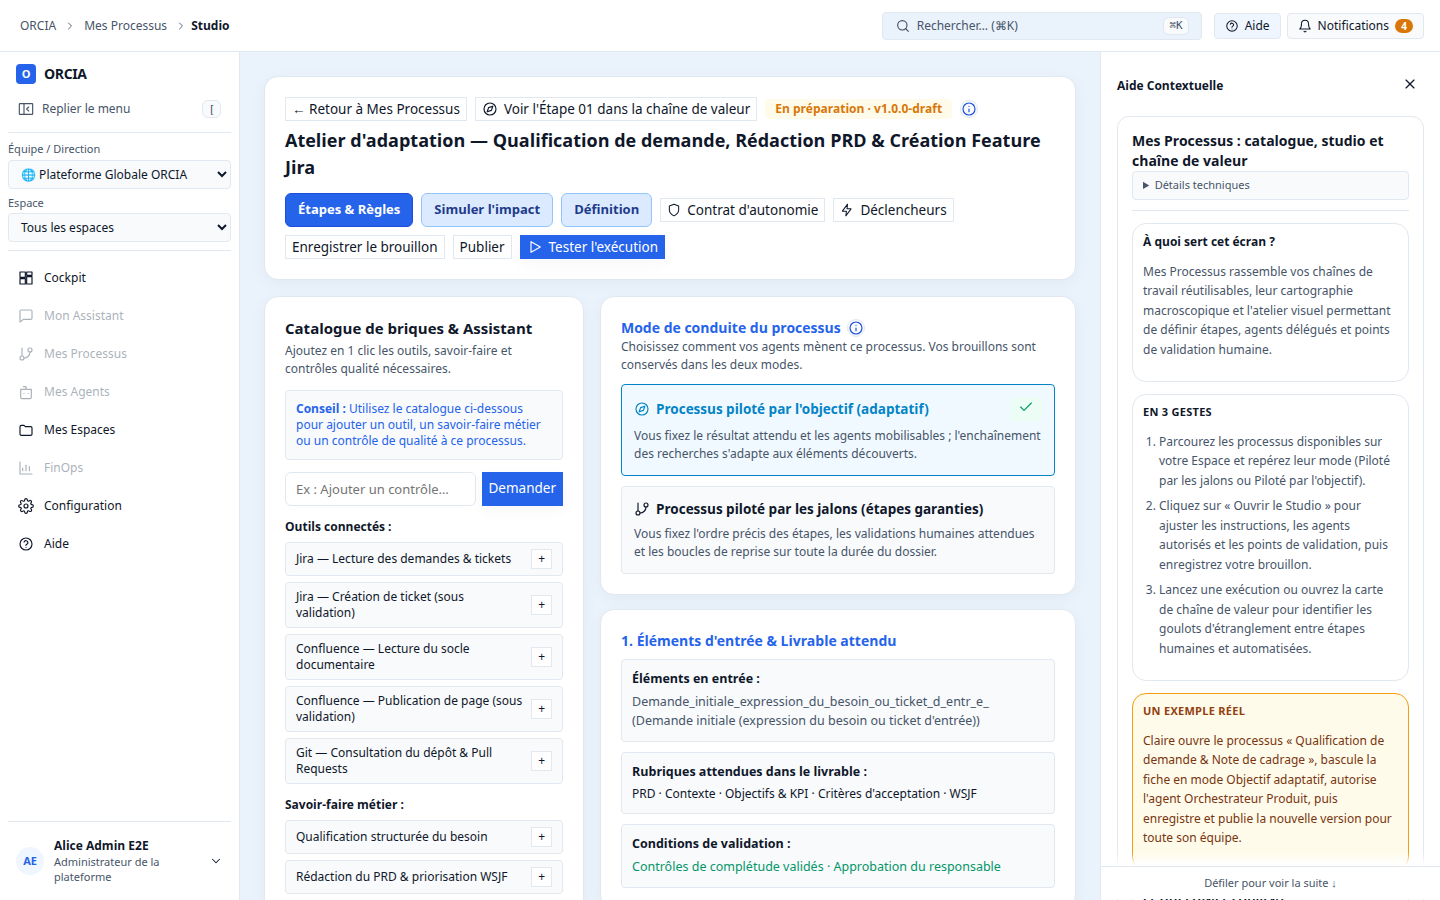 ORCIA > Mes Processus > Studio
Rechercher... (⌘K)
⌘K
Aide
Notifications 4
O ORCIA
Replier le menu [
Équipe / Direction
🌐 Plateforme Globale ORCIA
Espace
Tous les espaces
Cockpit
Mon Assistant
Mes Processus
Mes Agents
Mes Espaces
FinOps
Configuration
Aide
AE
Alice Admin E2E
Administrateur de la
plateforme
← Retour à Mes Processus
Voir l'Étape 01 dans la chaîne de valeur
En préparation · v1.0.0-draft
Atelier d'adaptation — Qualification de demande, Rédaction PRD & Création Feature
Jira
Étapes & Règles
Simuler l'impact
Définition
Contrat d'autonomie
Déclencheurs
Enregistrer le brouillon
Publier
Tester l'exécution
Catalogue de briques & Assistant
Ajoutez en 1 clic les outils, savoir-faire et
contrôles qualité nécessaires.
Conseil : Utilisez le catalogue ci-dessous
pour ajouter un outil, un savoir-faire métier
ou un contrôle de qualité à ce processus.
Ex : Ajouter un contrôle...
Demander
Outils connectés :
Jira — Lecture des demandes & tickets +
Jira — Création de ticket (sous
validation) +
Confluence — Lecture du socle
documentaire +
Confluence — Publication de page (sous
validation) +
Git — Consultation du dépôt & Pull
Requests +
Savoir-faire métier :
Qualification structurée du besoin +
Rédaction du PRD & priorisation WSJF +
Mode de conduite du processus
Choisissez comment vos agents mènent ce processus. Vos brouillons sont
conservés dans les deux modes.
Processus piloté par l'objectif (adaptatif)
Vous fixez le résultat attendu et les agents mobilisables ; l'enchaînement
des recherches s'adapte aux éléments découverts.
Processus piloté par les jalons (étapes garanties)
Vous fixez l'ordre précis des étapes, les validations humaines attendues
et les boucles de reprise sur toute la durée du dossier.
1. Éléments d'entrée & Livrable attendu
Éléments en entrée :
Demande_initiale_expression_du_besoin_ou_ticket_d_entr_e_
(Demande initiale (expression du besoin ou ticket d'entrée))
Rubriques attendues dans le livrable :
PRD · Contexte · Objectifs & KPI · Critères d'acceptation · WSJF
Conditions de validation :
Contrôles de complétude validés · Approbation du responsable
Aide Contextuelle
Mes Processus : catalogue, studio et
chaîne de valeur
▶ Détails techniques
À quoi sert cet écran ?
Mes Processus rassemble vos chaînes de
travail réutilisables, leur cartographie
macroscopique et l'atelier visuel permettant
de définir étapes, agents délégués et points
de validation humaine.
EN 3 GESTES
1. Parcourez les processus disponibles sur
votre Espace et repérez leur mode (Piloté
par les jalons ou Piloté par l'objectif).
2. Cliquez sur « Ouvrir le Studio » pour
ajuster les instructions, les agents
autorisés et les points de validation, puis
enregistrez votre brouillon.
3. Lancez une exécution ou ouvrez la carte
de chaîne de valeur pour identifier les
goulots d'étranglement entre étapes
humaines et automatisées.
UN EXEMPLE RÉEL
Claire ouvre le processus « Qualification de
demande & Note de cadrage », bascule la
fiche en mode Objectif adaptatif, autorise
l'agent Orchestrateur Produit, puis
enregistre et publie la nouvelle version pour
toute son équipe.
Défiler pour voir la suite ↓